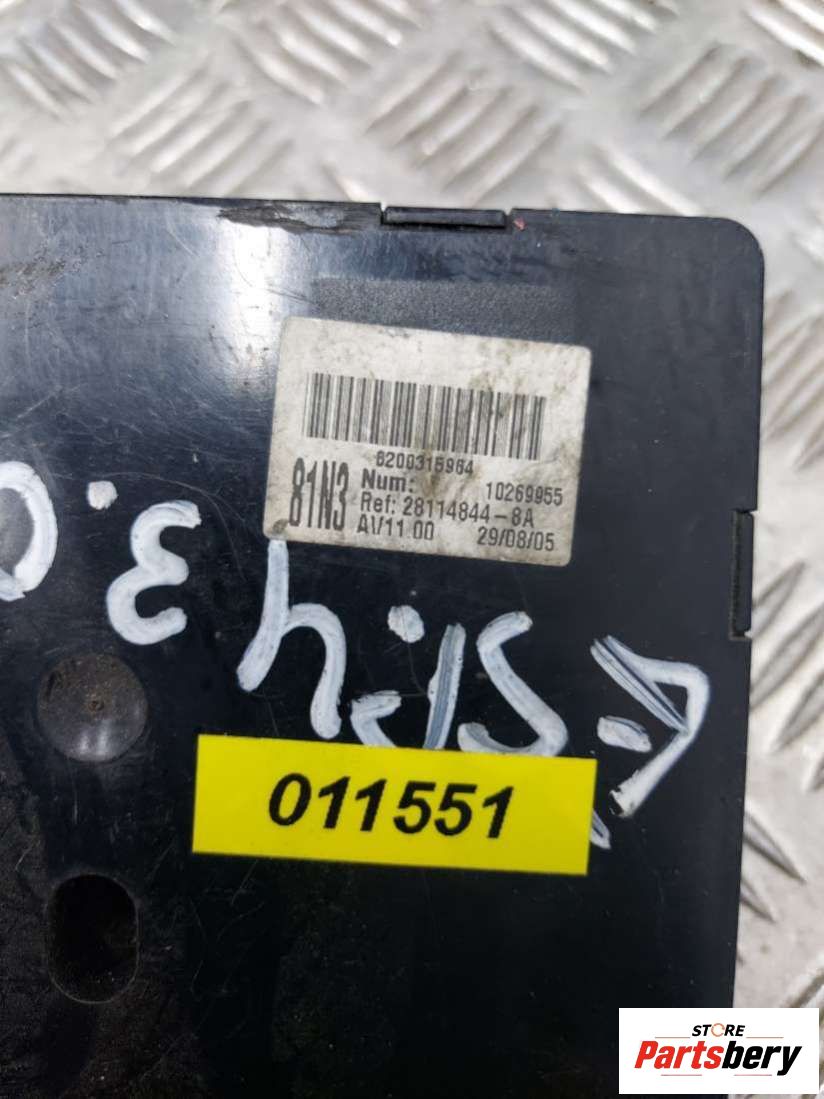 8200315964
81N3
Num: 10269955
Ref: 28114844-8A
AV11.00 29/08/05
011551
STORE
Partsbery